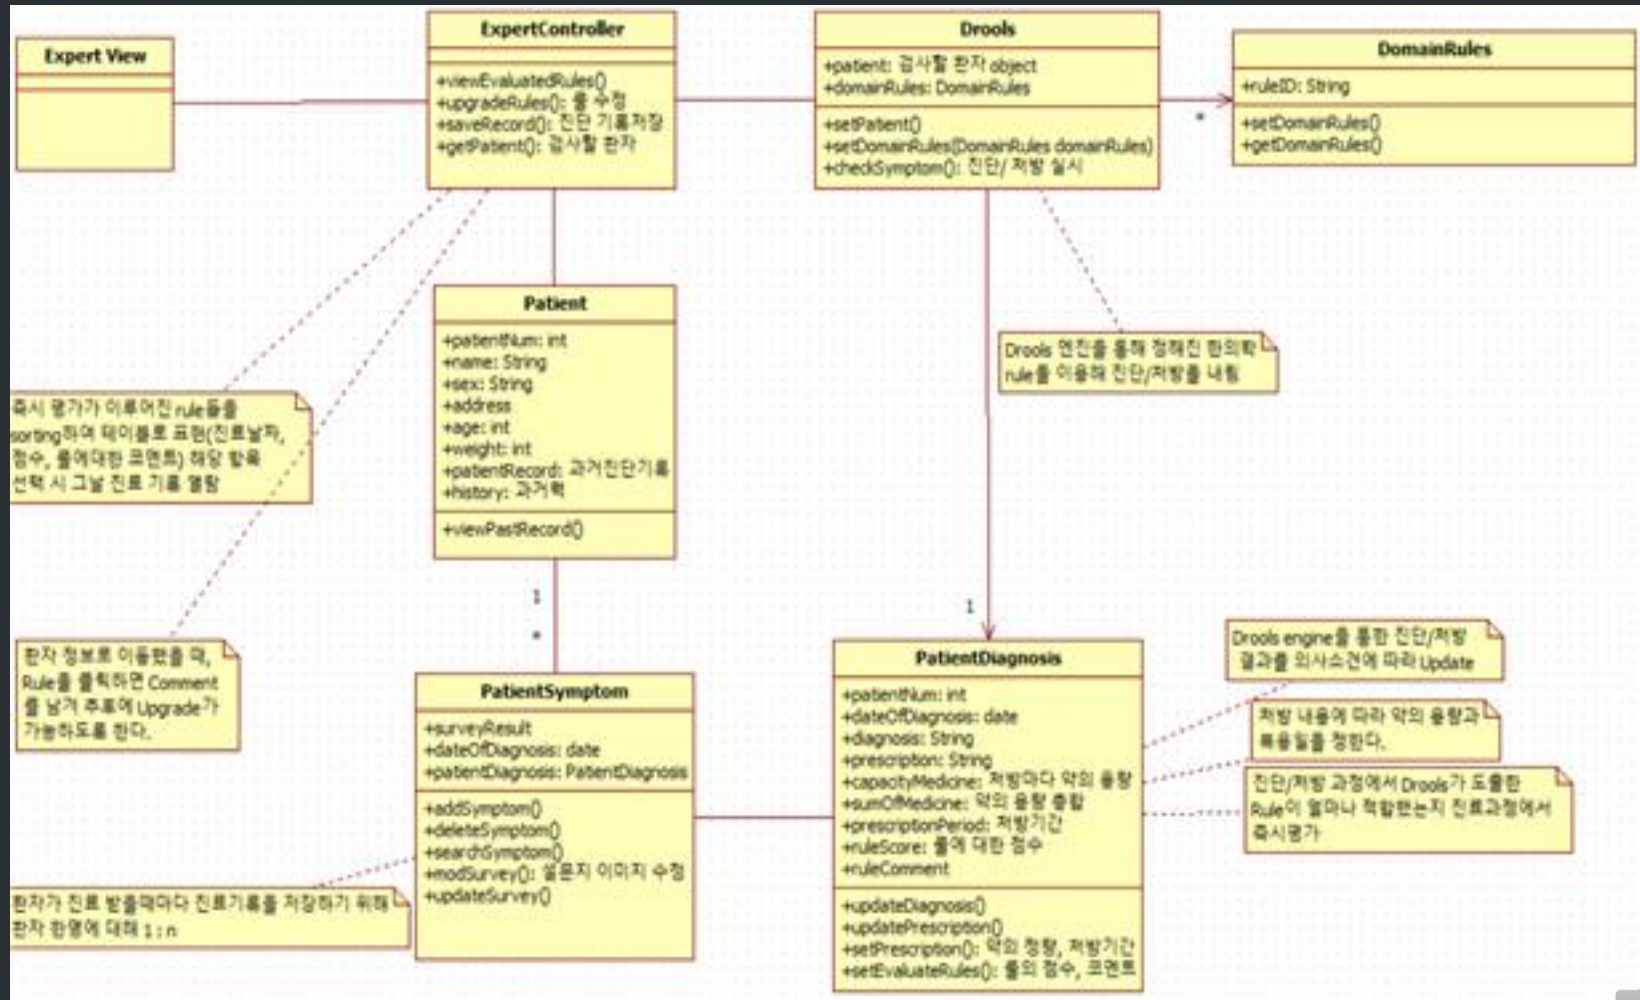 Expert View
ExpertController
+viewEvaluatedRules()
+upgradeRules(): 룰 수정
+saveRecord(): 진단 기록저장
+getPatient(): 검사할 환자
Drools
+patient: 검사할 환자 object
+domainRules: DomainRules
+setPatient()
+setDomainRules(DomainRules domainRules)
+checkSymptom(): 진단/ 처방 실시
DomainRules
+ruleID: String
+setDomainRules()
+getDomainRules()
*
Patient
+patientNum: int
+name: String
+sex: String
+address
+age: int
+weight: int
+patientRecord: 과거진단기록
+history: 과거력
+viewPastRecord()
Drools 엔진을 통해 정해진 한의학
rule을 이용해 진단/처방을 내림
즉시 평가가 이루어진 rule들을
sorting하여 테이블로 표현(진료날짜,
점수, 룰에대한 코멘트) 해당 항목
선택 시 그날 진료 기록 열람
1
*
1
환자 정보로 이동했을 때,
Rule을 클릭하면 Comment
를 남겨 추후에 Upgrade가
가능하도록 한다.
PatientSymptom
+surveyResult
+dateOfDiagnosis: date
+patientDiagnosis: PatientDiagnosis
+addSymptom()
+deleteSymptom()
+searchSymptom()
+modSurvey(): 설문지 이미지 수정
+updateSurvey()
PatientDiagnosis
+patientNum: int
+dateOfDiagnosis: date
+diagnosis: String
+prescription: String
+capacityMedicine: 처방마다 약의 용량
+sumOfMedicine: 약의 용량 총합
+prescriptionPeriod: 처방기간
+ruleScore: 룰에 대한 점수
+ruleComment
+updateDiagnosis()
+updatePrescription()
+setPrescription(): 약의 정량, 처방기간
+setEvaluateRules(): 룰의 점수, 코멘트
Drools engine을 통한 진단/처방
결과를 의사소견에 따라 Update
처방 내용에 따라 약의 용량과
복용일을 정한다.
진단/처방 과정에서 Drools가 도출한
Rule이 얼마나 적합했는지 진료과정에서
즉시평가
환자가 진료 받을때마다 진료기록을 저장하기 위해
환자 한명에 대해 1 : n